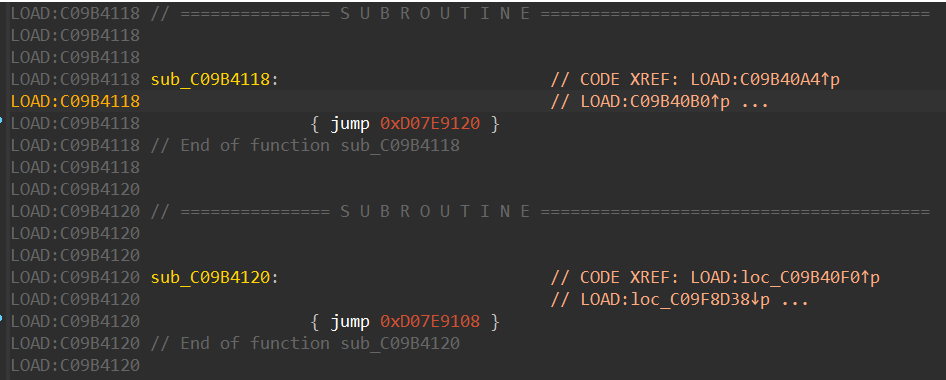 LOAD:C09B4118 // =============== S U B R O U T I N E =======================================
LOAD:C09B4118
LOAD:C09B4118
LOAD:C09B4118 sub_C09B4118: // CODE XREF: LOAD:C09B40A4↑p
LOAD:C09B4118 // LOAD:C09B40B0↑p ...
LOAD:C09B4118 { jump 0xD07E9120 }
LOAD:C09B4118 // End of function sub_C09B4118
LOAD:C09B4118
LOAD:C09B4120
LOAD:C09B4120 // =============== S U B R O U T I N E =======================================
LOAD:C09B4120
LOAD:C09B4120
LOAD:C09B4120 sub_C09B4120: // CODE XREF: LOAD:loc_C09B40F0↑p
LOAD:C09B4120 // LOAD:loc_C09F8D38↓p ...
LOAD:C09B4120 { jump 0xD07E9108 }
LOAD:C09B4120 // End of function sub_C09B4120
LOAD:C09B4120